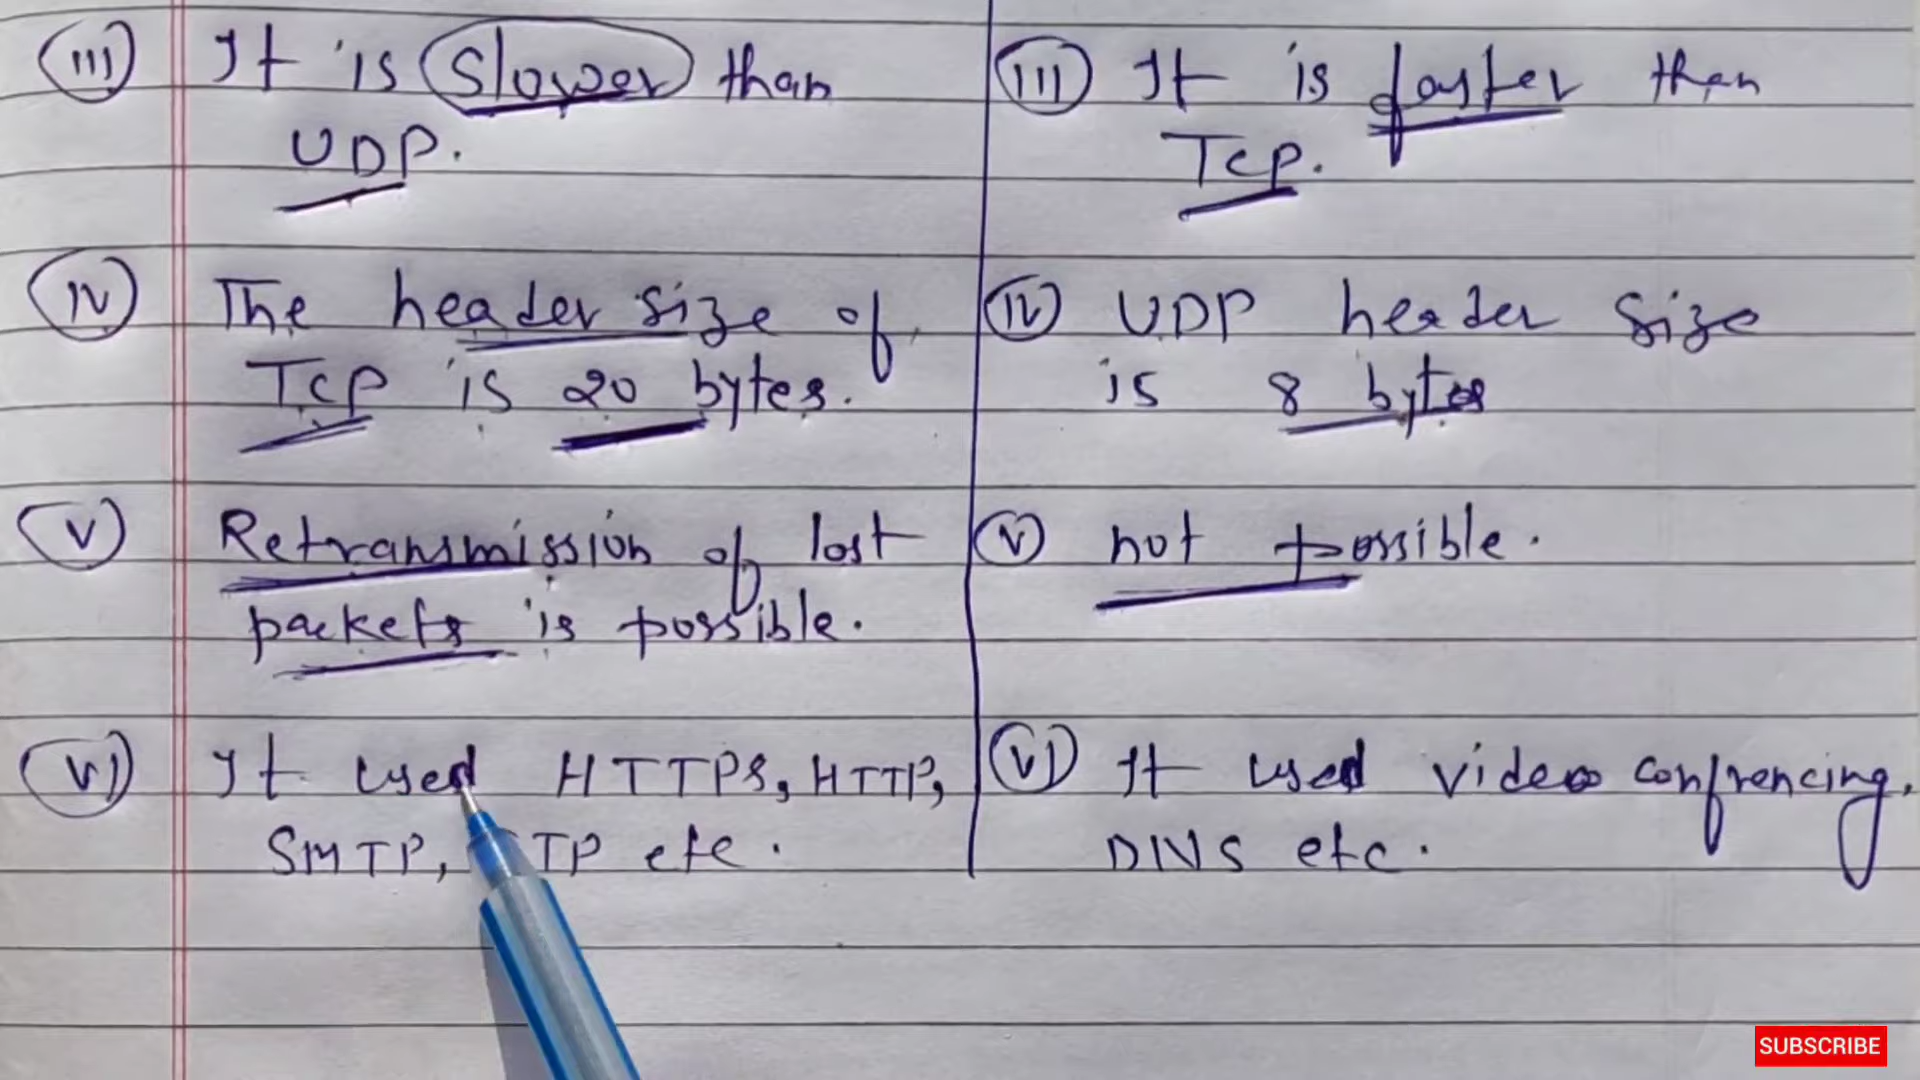 (iii) It is slower than
UDP.
(iv) The header size of
TCP is 20 bytes.
(v) Retransmission of lost
packets is possible.
(vi) It used HTTPs, HTTP,
SMTP, TP etc.
(iii) It is faster than
TCP.
(iv) UDP header size
is 8 bytes
(v) not possible.
(vi) It used video confrencing,
DNS etc.
SUBSCRIBE